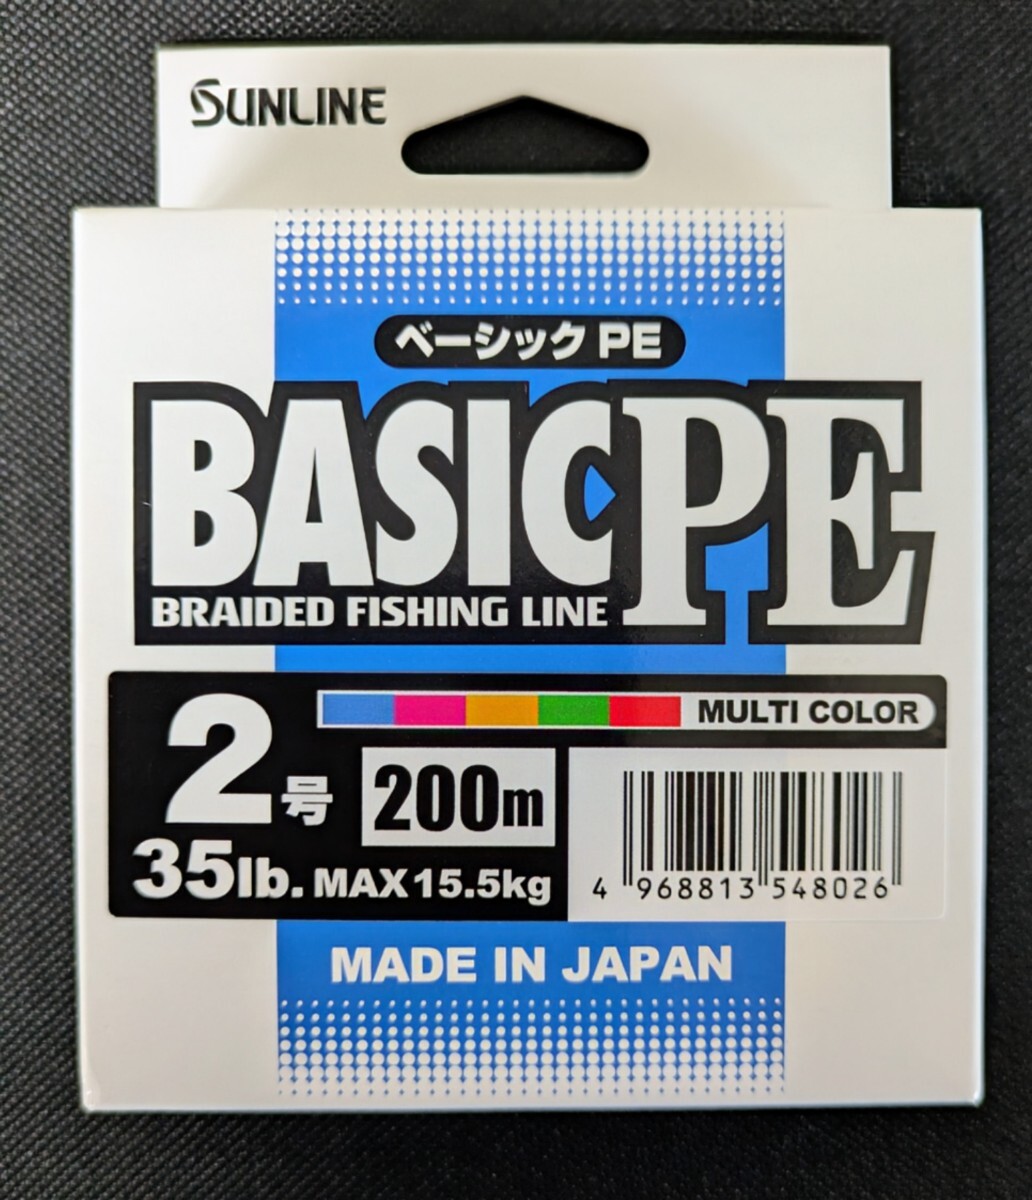 SUNLINE
ベーシック PE
BASIC PE
BRAIDED FISHING LINE
MULTI COLOR
2号
200m
35lb. MAX 15.5kg
4 968813 548026
MADE IN JAPAN